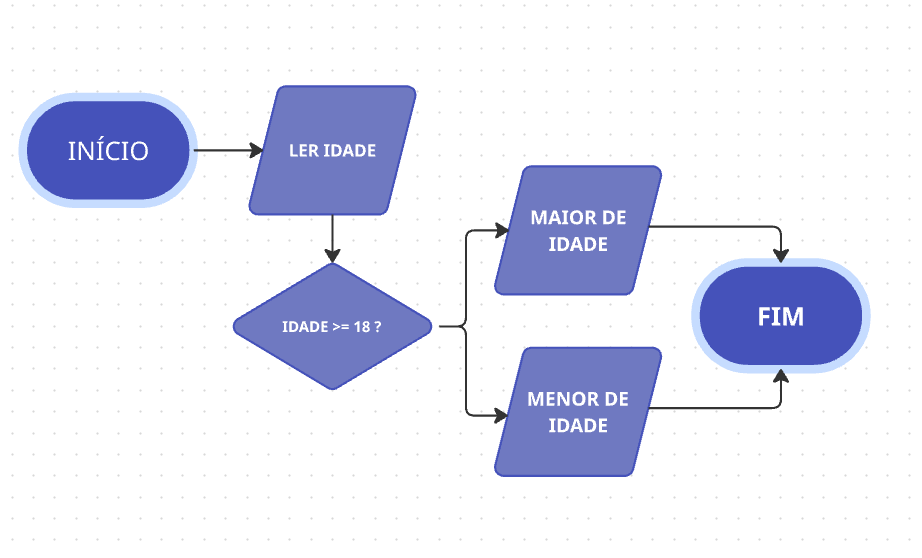 INÍCIO
LER IDADE
IDADE >= 18 ?
MAIOR DE
IDADE
MENOR DE
IDADE
FIM